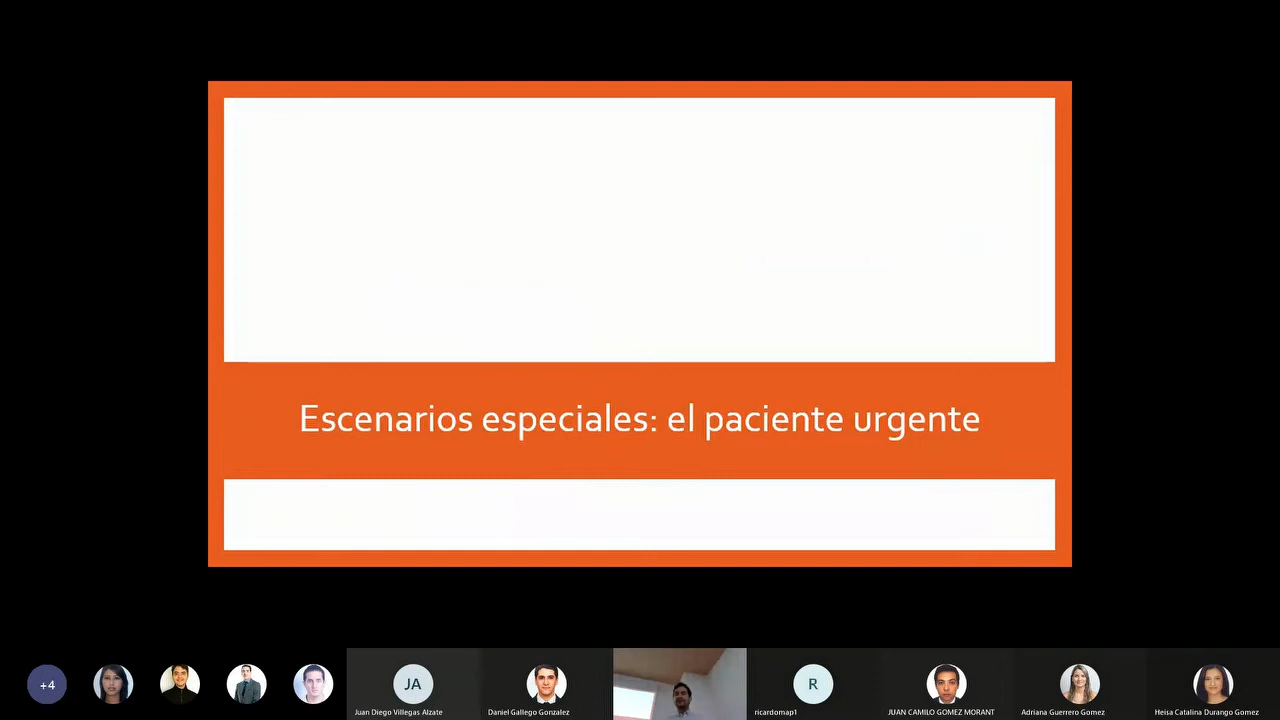 Escenarios especiales: el paciente urgente
+4
JA
R
Juan Diego Villegas Alzate
Daniel Gallego Gonzalez
ricardomap1
JUAN CAMILO GOMEZ MORANT
Adriana Guerrero Gomez
Heisa Catalina Durango Gomez